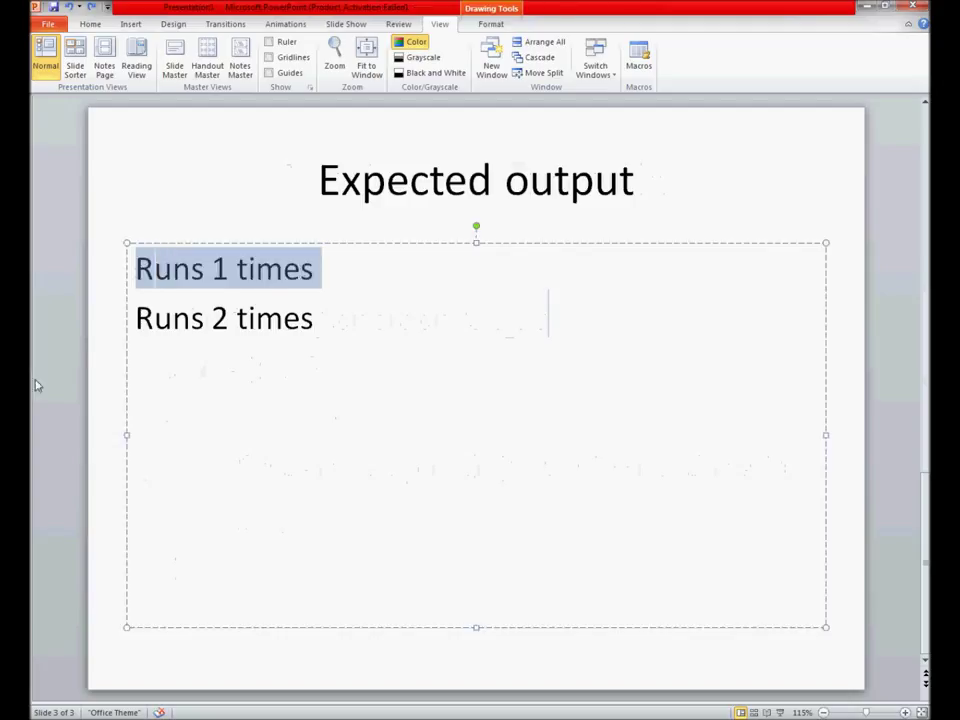 Presentation1 - Microsoft PowerPoint (Product Activation Failed)
Drawing Tools
File Home Insert Design Transitions Animations Slide Show Review View Format
Normal
Slide Sorter
Notes Page
Reading View
Presentation Views
Slide Master
Handout Master
Notes Master
Master Views
Ruler
Gridlines
Guides
Show
Zoom
Fit to Window
Zoom
Color
Grayscale
Black and White
Color/Grayscale
New Window
Arrange All
Cascade
Move Split
Switch Windows
Window
Macros
Macros
Expected output
Runs 1 times
Runs 2 times
Slide 3 of 3
"Office Theme"
115%